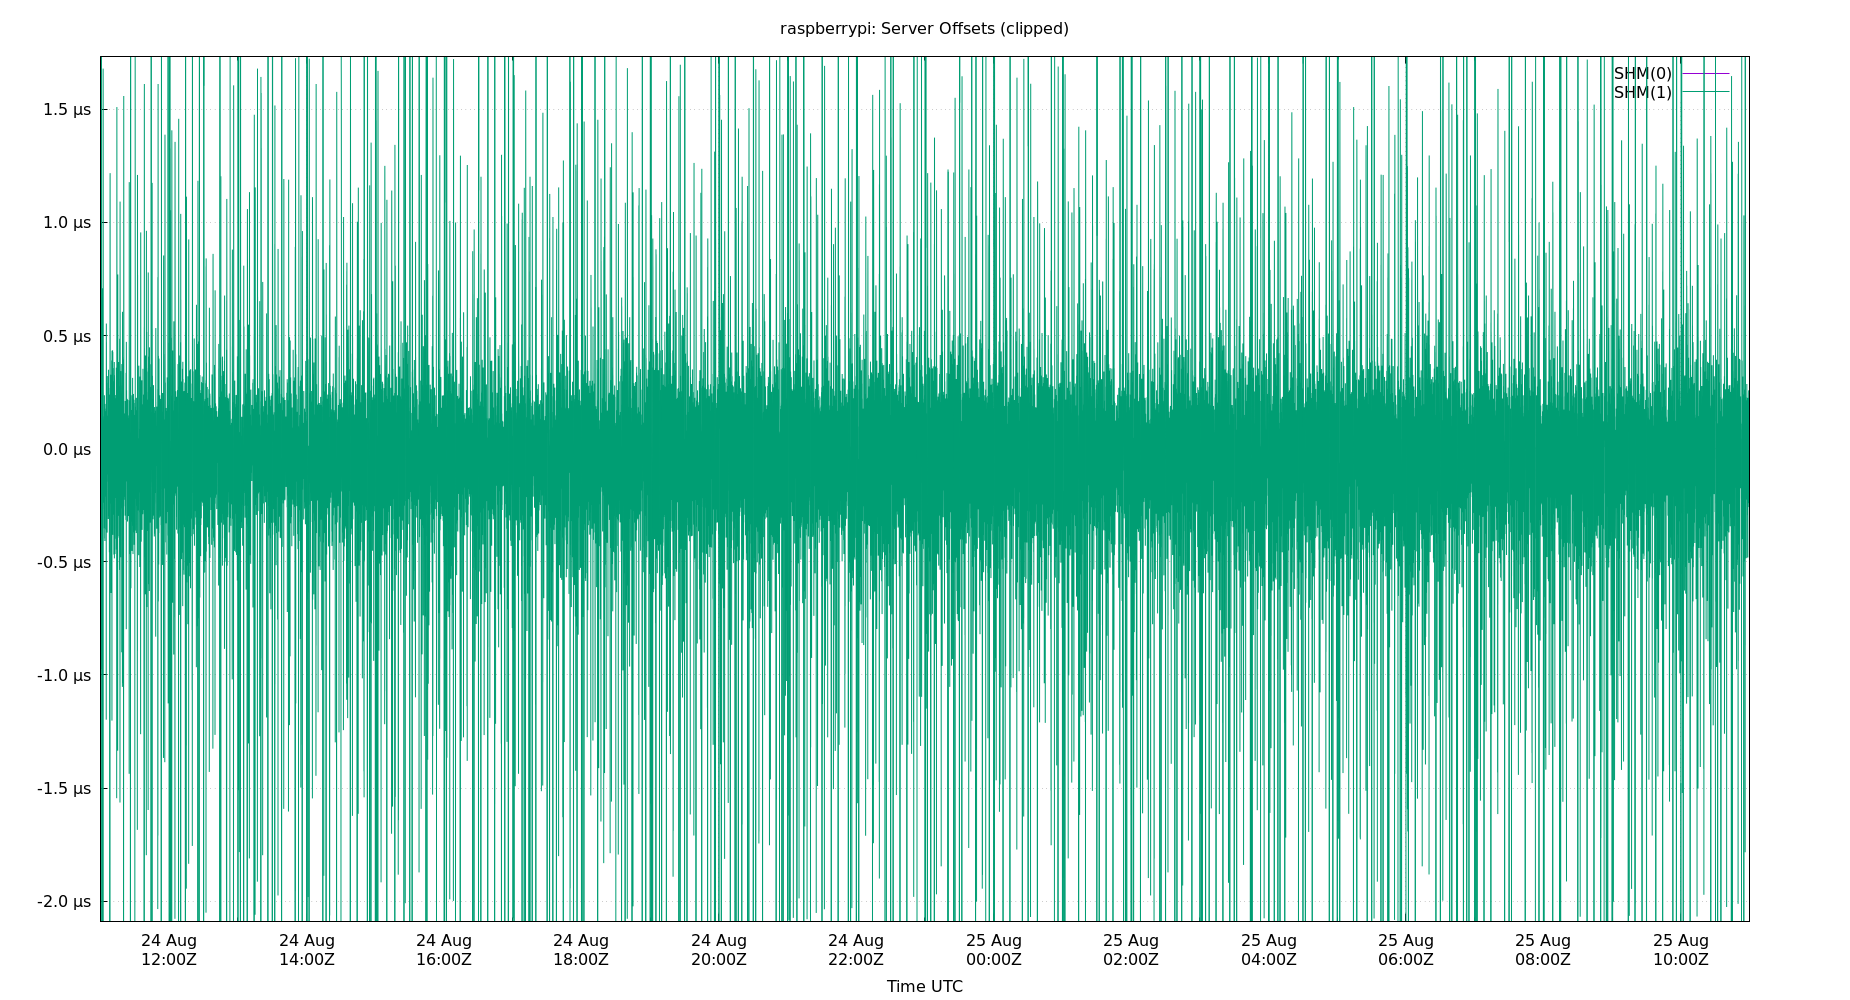 raspberrypi: Server Offsets (clipped)
SHM(0)
SHM(1)
1.5 µs
1.0 µs
0.5 µs
0.0 µs
-0.5 µs
-1.0 µs
-1.5 µs
-2.0 µs
24 Aug 24 Aug 24 Aug 24 Aug 24 Aug 24 Aug 25 Aug 25 Aug 25 Aug 25 Aug 25 Aug 25 Aug
12:00Z 14:00Z 16:00Z 18:00Z 20:00Z 22:00Z 00:00Z 02:00Z 04:00Z 06:00Z 08:00Z 10:00Z
Time UTC